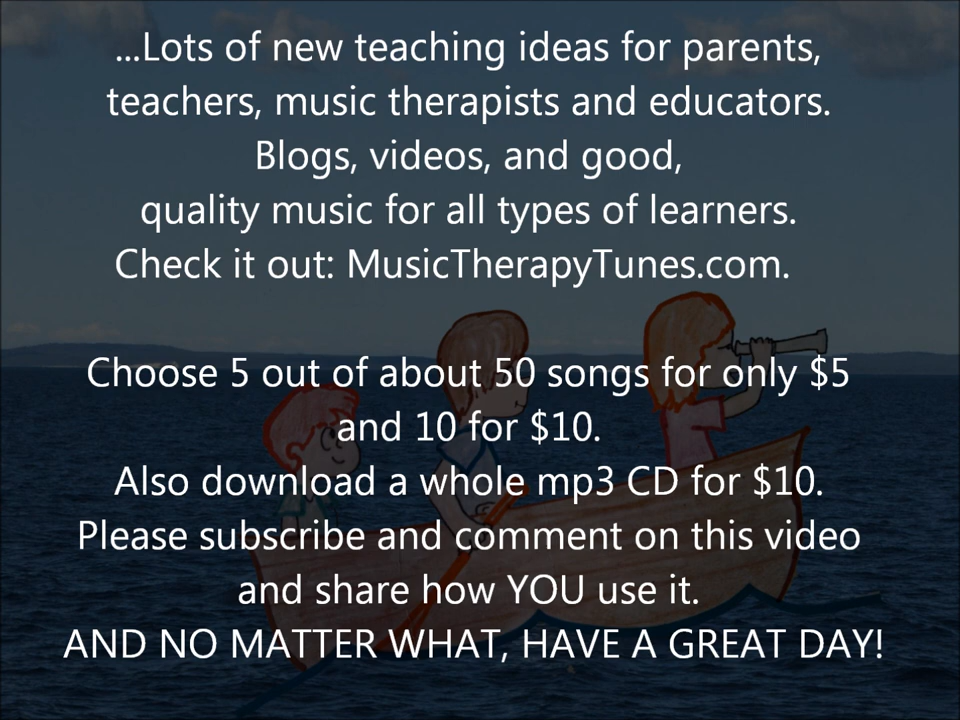 ...Lots of new teaching ideas for parents,
teachers, music therapists and educators.
Blogs, videos, and good,
quality music for all types of learners.
Check it out: MusicTherapyTunes.com.
Choose 5 out of about 50 songs for only $5
and 10 for $10.
Also download a whole mp3 CD for $10.
Please subscribe and comment on this video
and share how YOU use it.
AND NO MATTER WHAT, HAVE A GREAT DAY!